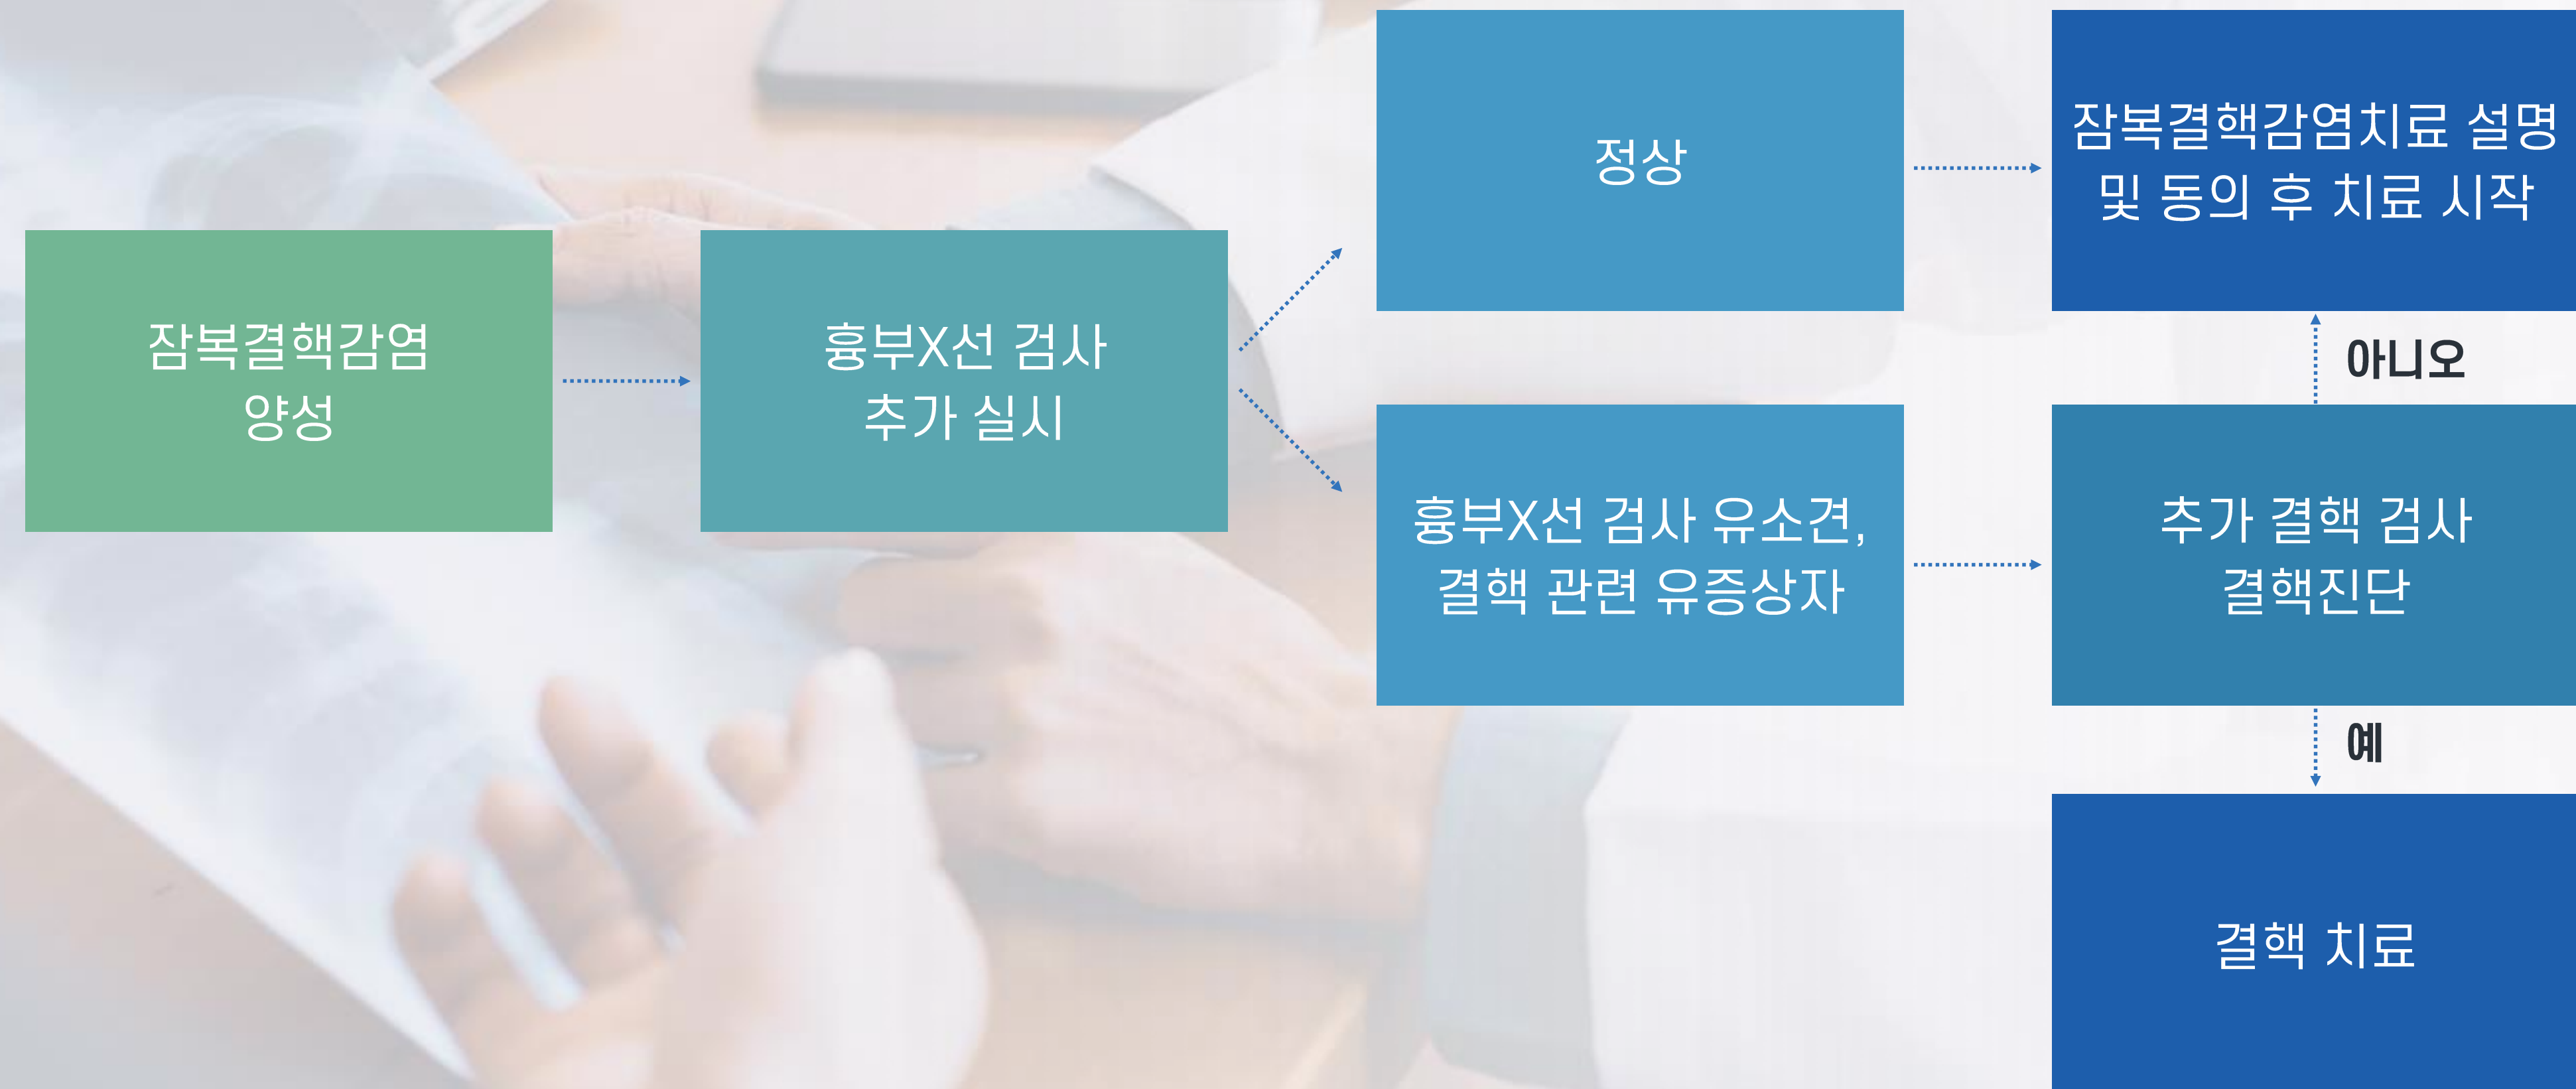 잠복결핵감염
양성
흉부X선 검사
추가 실시
정상
잠복결핵감염치료 설명
및 동의 후 치료 시작
아니오
흉부X선 검사 유소견,
결핵 관련 유증상자
추가 결핵 검사
결핵진단
예
결핵 치료